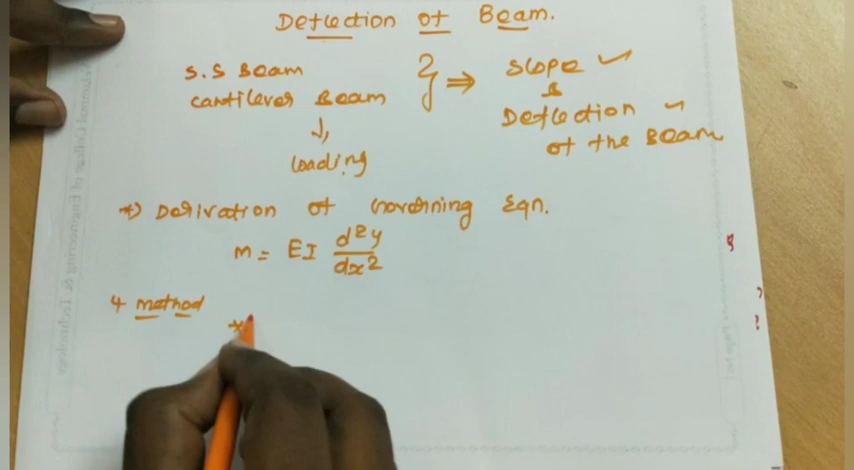 Deflection of Beam.
S.S Beam
cantilever Beam
↓
loading
} ⇒ Slope ✓
&
Deflection ✓
of the Beam
*) Derivation of Governing Eqn.
M = EI d²y/dx²
4 method
*